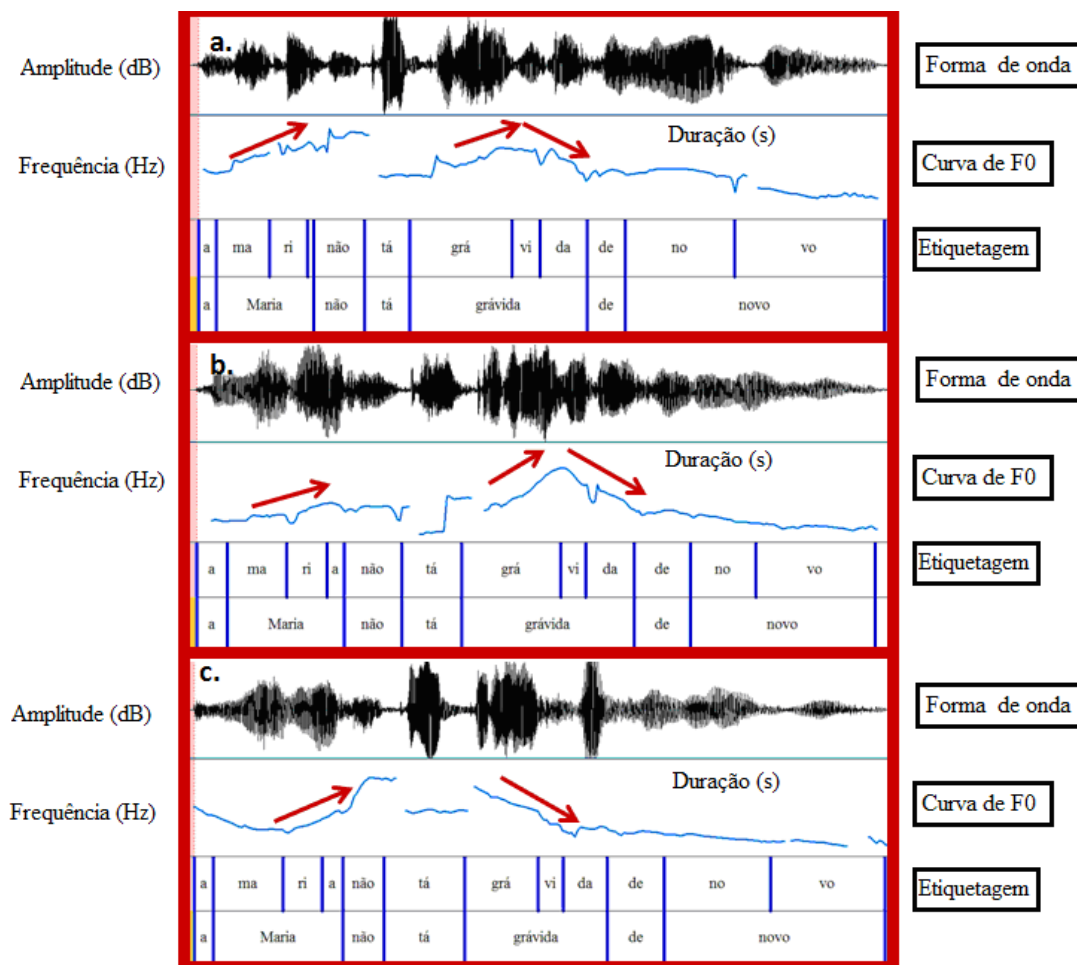 a.
Amplitude (dB)
Forma de onda
Duração (s)
Frequência (Hz)
Curva de F0
a ma ri não tá grá vi da de no vo
Etiquetagem
a Maria não tá grávida de novo
b.
Amplitude (dB)
Forma de onda
Duração (s)
Frequência (Hz)
Curva de F0
a ma ri a não tá grá vi da de no vo
Etiquetagem
a Maria não tá grávida de novo
c.
Amplitude (dB)
Forma de onda
Duração (s)
Frequência (Hz)
Curva de F0
a ma ri a não tá grá vi da de no vo
Etiquetagem
a Maria não tá grávida de novo